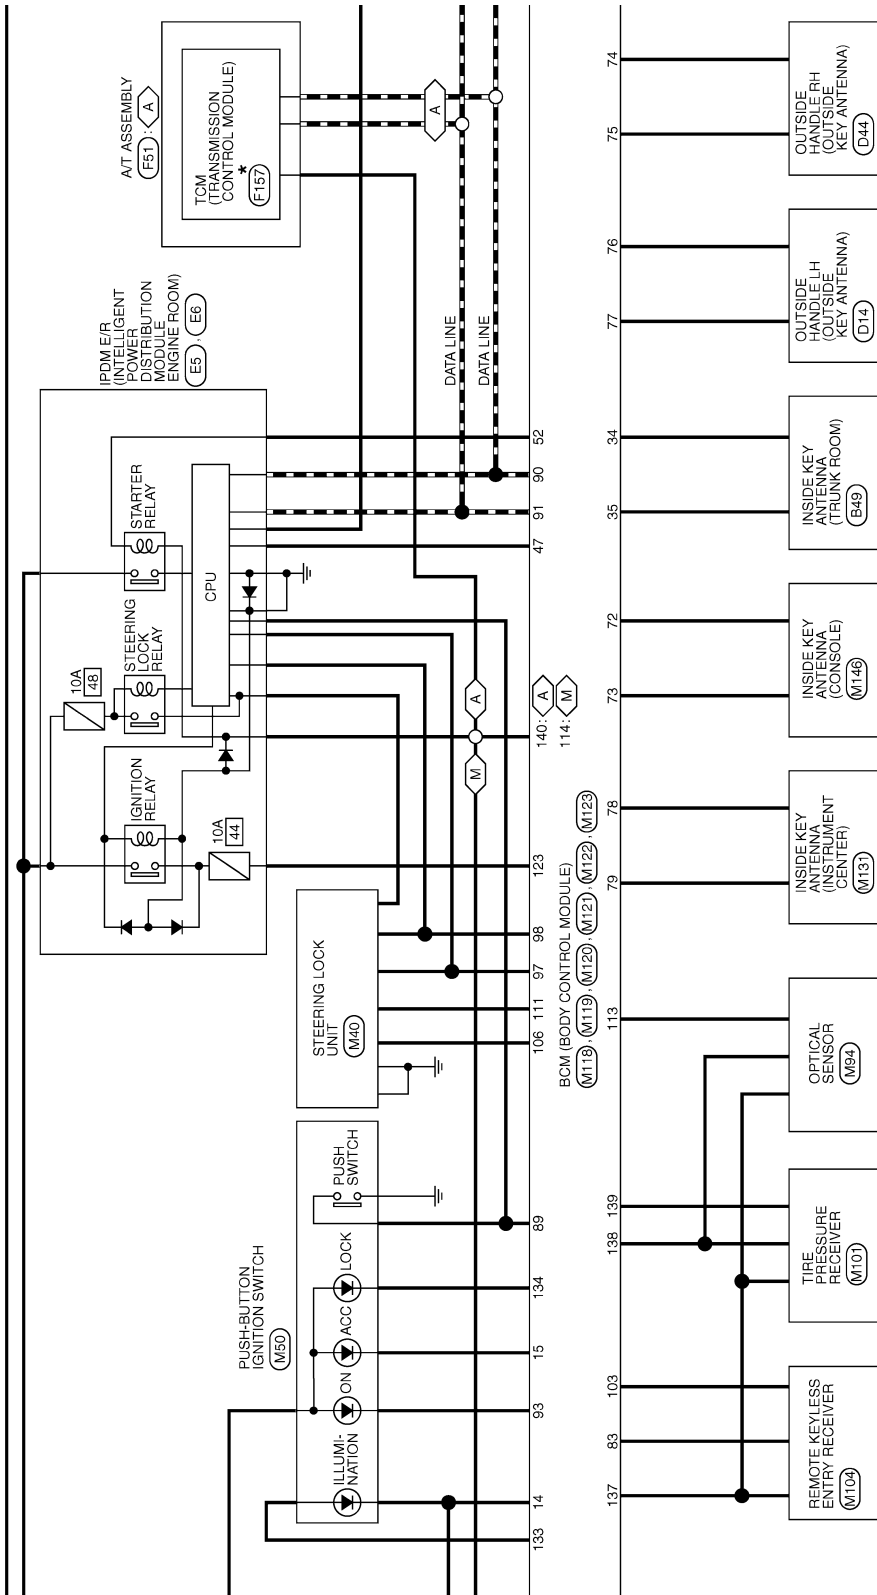 A/T ASSEMBLY
F51 : A
TCM
(TRANSMISSION
CONTROL MODULE)
*
F157
A
IPDM E/R
(INTELLIGENT
POWER
DISTRIBUTION
MODULE
ENGINE ROOM)
E5 , E6
STARTER
RELAY
CPU
STEERING
LOCK
RELAY
10A
48
IGNITION
RELAY
10A
44
DATA LINE
DATA LINE
A
M
STEERING LOCK
UNIT
M40
PUSH-BUTTON
IGNITION SWITCH
M50
PUSH
SWITCH
LOCK
ACC
ON
ILLUMI-
NATION
52
90
91
47
140: A
114: M
123
98
97
111
106
89
134
15
93
14
133
BCM (BODY CONTROL MODULE)
M118 , M119 , M120 , M121 , M122 , M123
74
75
76
77
34
35
72
73
78
79
113
139
138
103
83
137
OUTSIDE
HANDLE RH
(OUTSIDE
KEY ANTENNA)
D44
OUTSIDE
HANDLE LH
(OUTSIDE
KEY ANTENNA)
D14
INSIDE KEY
ANTENNA
(TRUNK ROOM)
B49
INSIDE KEY
ANTENNA
(CONSOLE)
M146
INSIDE KEY
ANTENNA
(INSTRUMENT
CENTER)
M131
OPTICAL
SENSOR
M94
TIRE
PRESSURE
RECEIVER
M101
REMOTE KEYLESS
ENTRY RECEIVER
M104